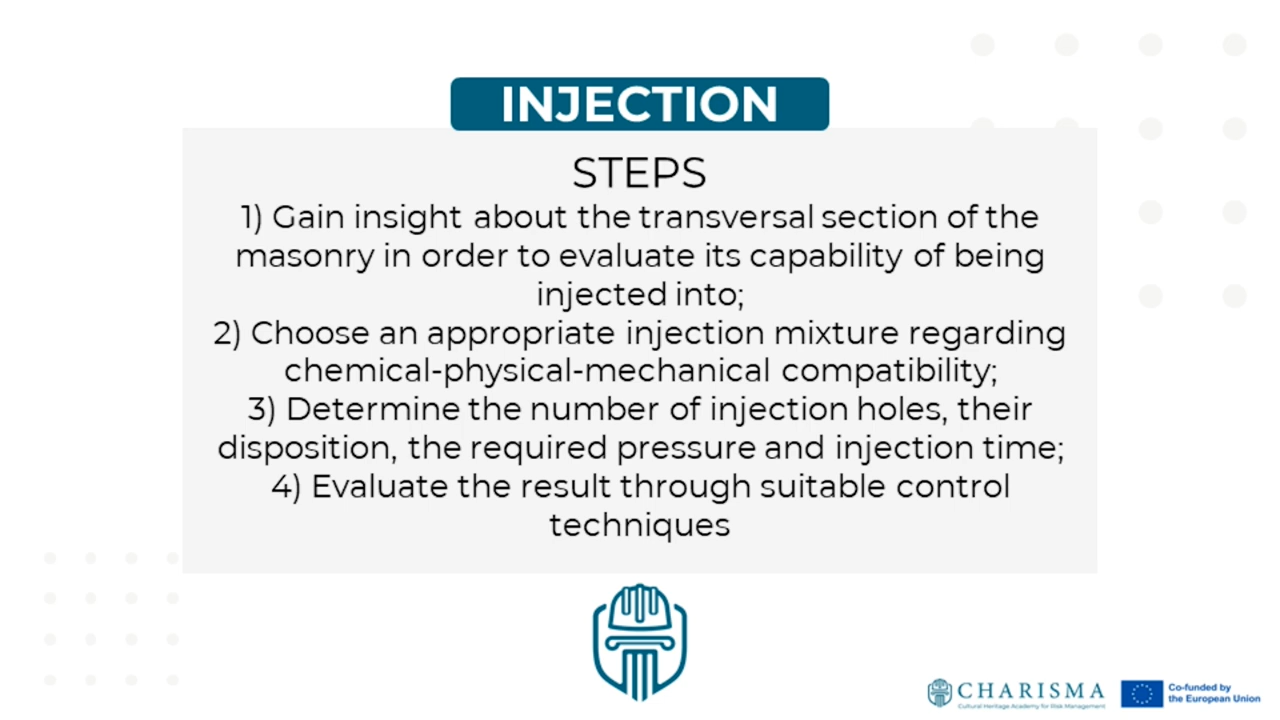 INJECTION
STEPS
1) Gain insight about the transversal section of the
masonry in order to evaluate its capability of being
injected into;
2) Choose an appropriate injection mixture regarding
chemical-physical-mechanical compatibility;
3) Determine the number of injection holes, their
disposition, the required pressure and injection time;
4) Evaluate the result through suitable control
techniques
CHARISMA
Cultural Heritage Academy for Risk Management
Co-funded by
the European Union